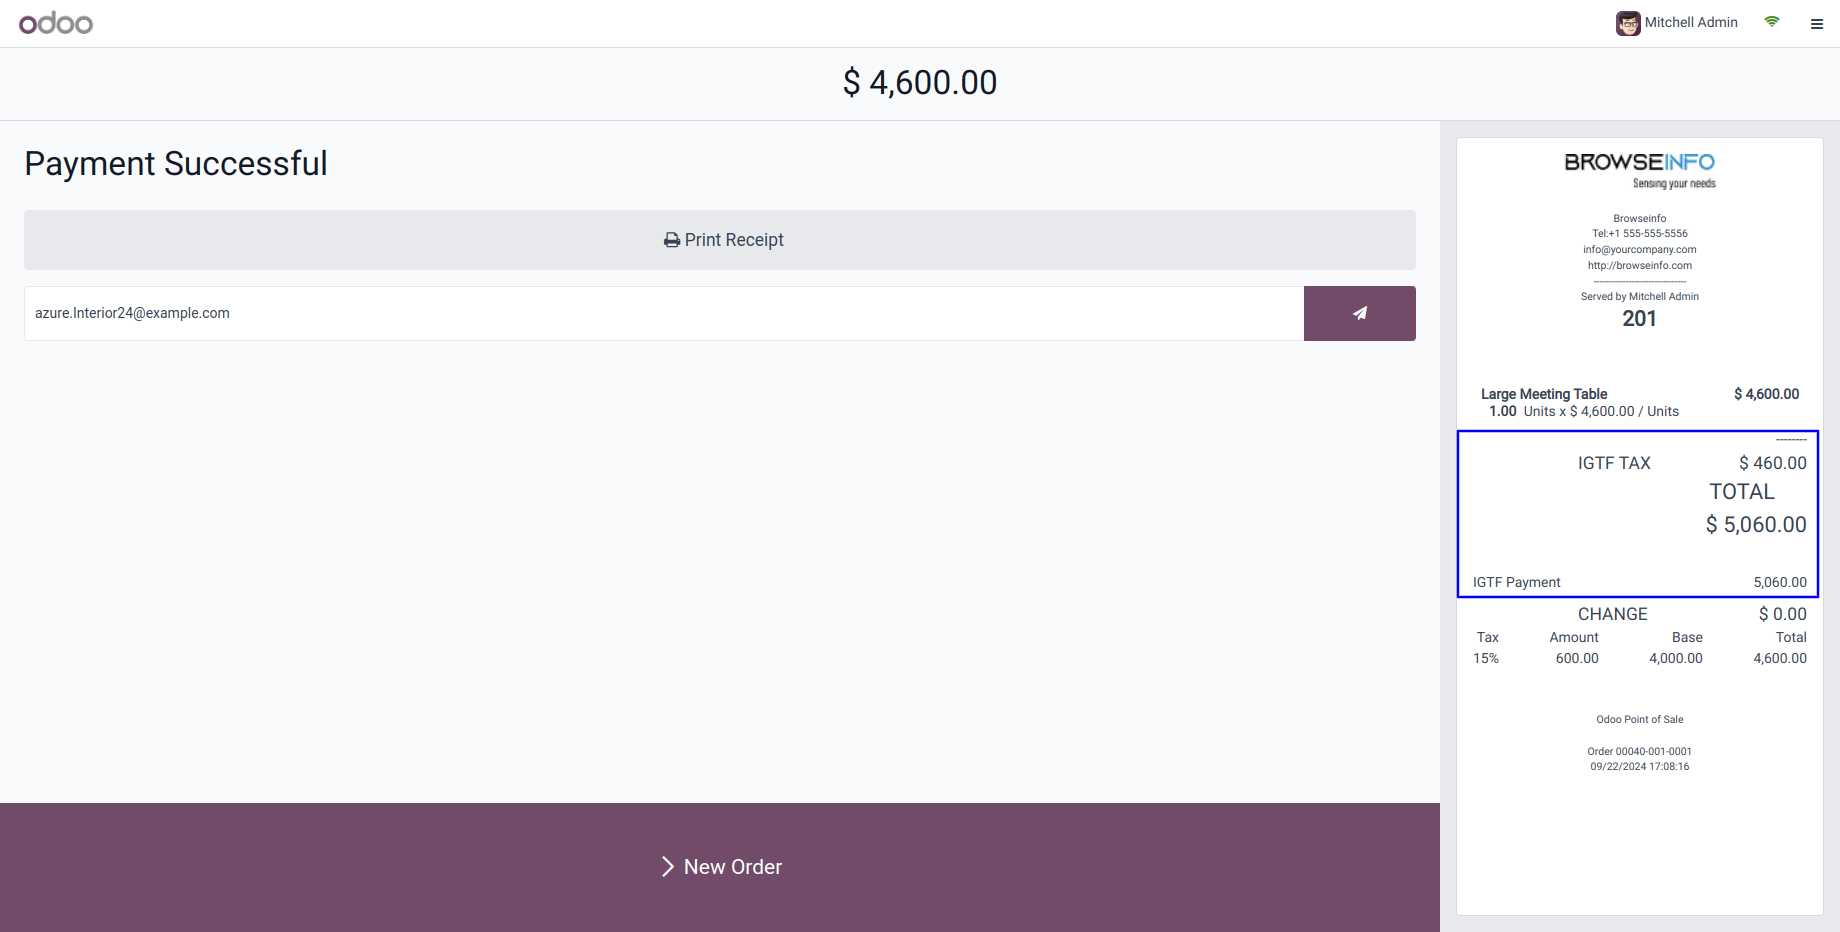 odoo
Mitchell Admin
$ 4,600.00
Payment Successful
Print Receipt
azure.Interior24@example.com
New Order
BROWSEINFO
Sensing your needs
Browseinfo
Tel:+1 555-555-5556
info@yourcompany.com
http://browseinfo.com
--------------------------------
Served by Mitchell Admin
201
Large Meeting Table $ 4,600.00
1.00 Units x $ 4,600.00 / Units
--------
IGTF TAX $ 460.00
TOTAL
$ 5,060.00
IGTF Payment 5,060.00
CHANGE $ 0.00
Tax Amount Base Total
15% 600.00 4,000.00 4,600.00
Odoo Point of Sale
Order 00040-001-0001
09/22/2024 17:08:16